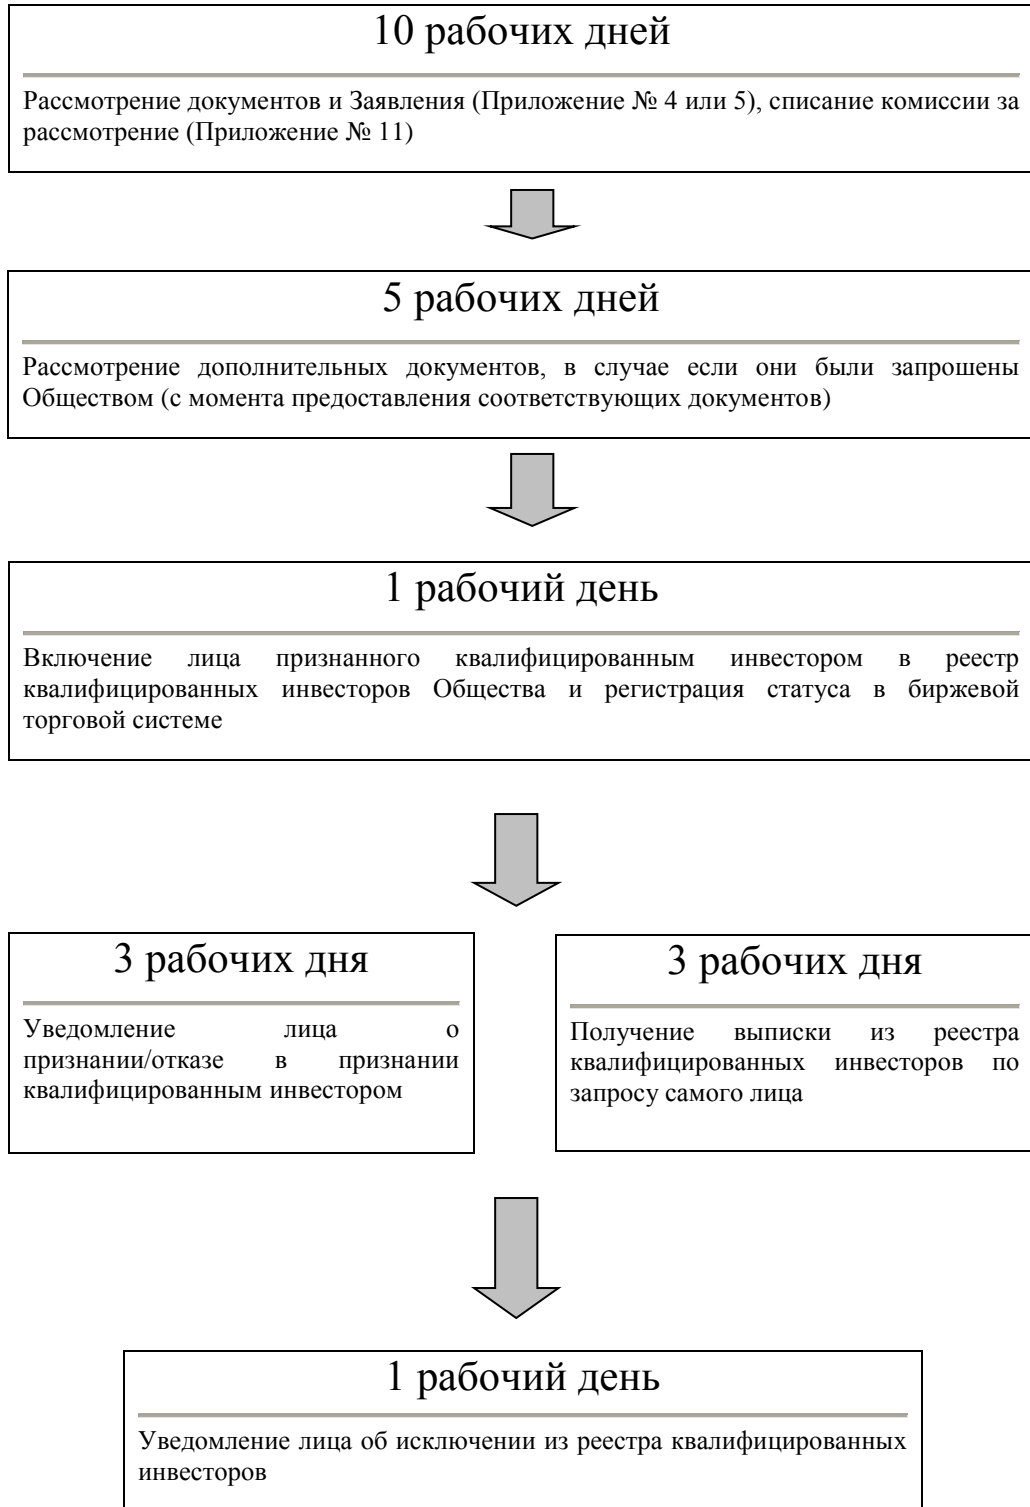 10 рабочих дней
Рассмотрение документов и Заявления (Приложение № 4 или 5), списание комиссии за
рассмотрение (Приложение № 11)
5 рабочих дней
Рассмотрение дополнительных документов, в случае если они были запрошены
Обществом (с момента предоставления соответствующих документов)
1 рабочий день
Включение лица признанного квалифицированным инвестором в реестр
квалифицированных инвесторов Общества и регистрация статуса в биржевой
торговой системе
3 рабочих дня
Уведомление лица о
признании/отказе в признании
квалифицированным инвестором
3 рабочих дня
Получение выписки из реестра
квалифицированных инвесторов по
запросу самого лица
1 рабочий день
Уведомление лица об исключении из реестра квалифицированных
инвесторов